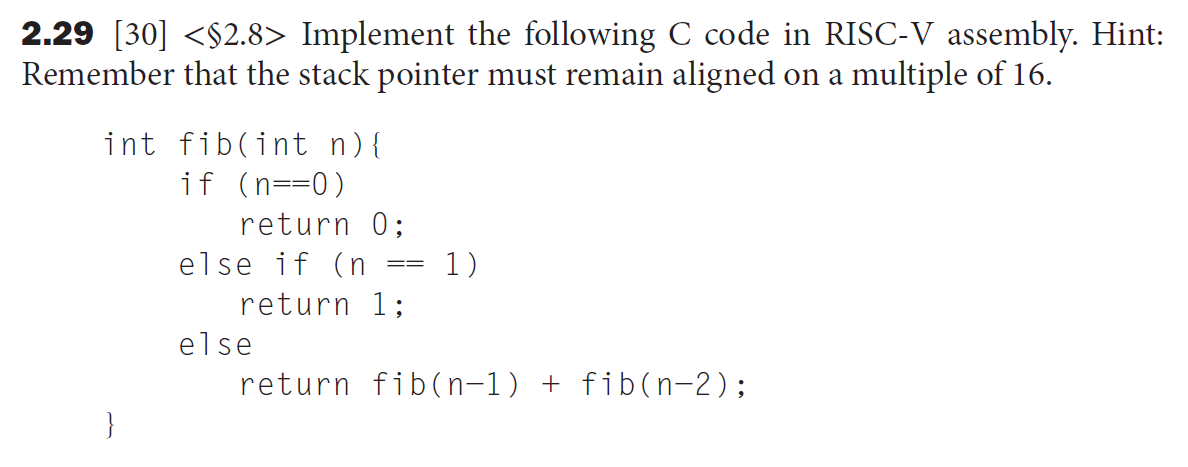 2.29 [30] <§2.8> Implement the following C code in RISC-V assembly. Hint:
Remember that the stack pointer must remain aligned on a multiple of 16.
int fib(int n){
if (n==0)
return 0;
else if (n == 1)
return 1;
else
return fib(n−1) + fib(n−2);
}